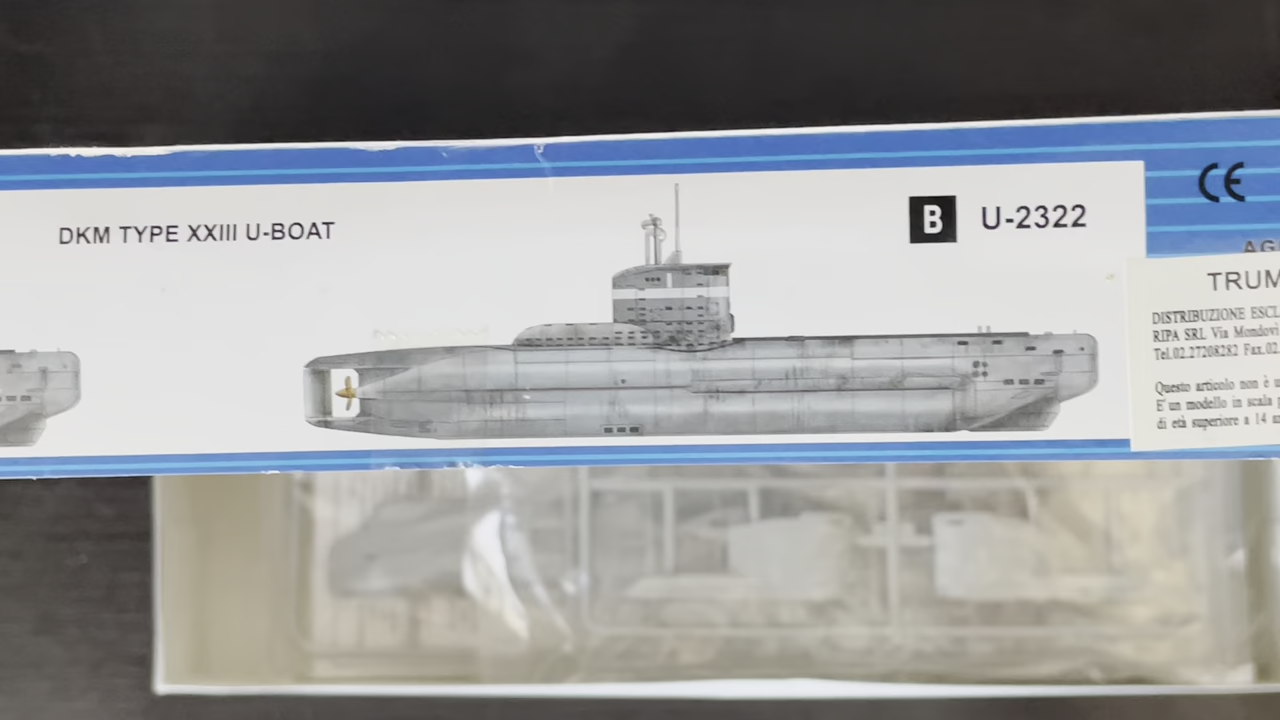 DKM TYPE XXIII U-BOAT
B U-2322
CE
TRUM
DISTRIBUZIONE ESCL
RIPA SRL Via Mondovi
Tel.02.27208282 Fax.02
Questo articolo non è u
E' un modello in scala p
di età superiore a 14 an